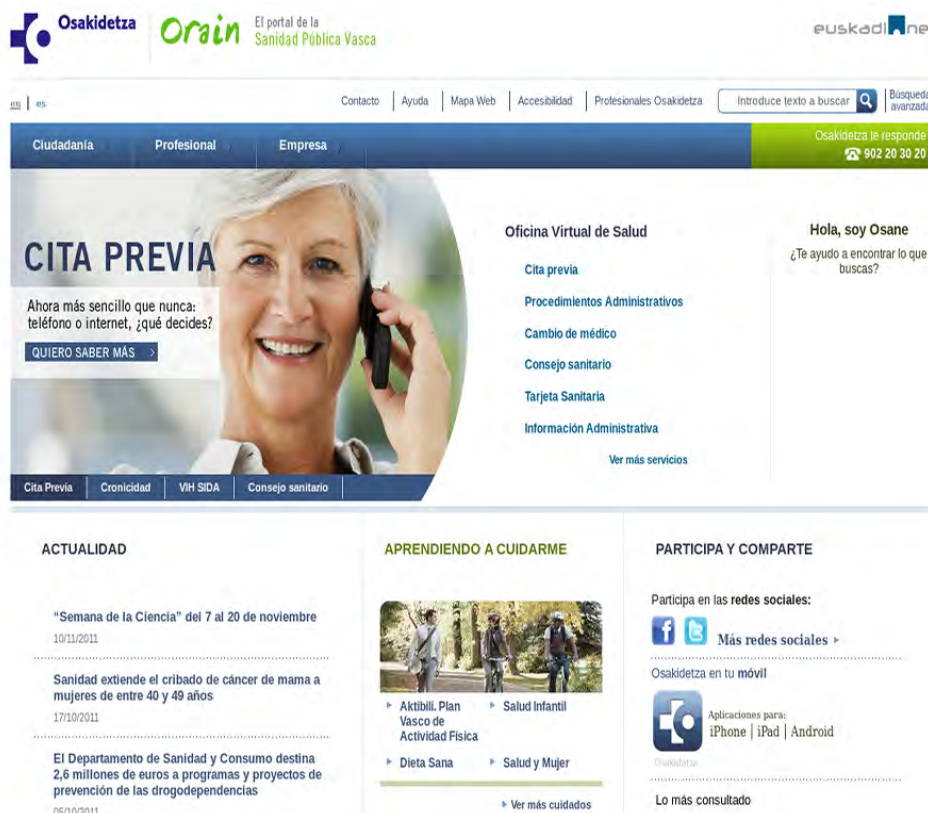 Osakidetza
Orain
El portal de la
Sanidad Pública Vasca
euskadi ne
eu | es
Contacto
Ayuda
Mapa Web
Accesibilidad
Profesionales Osakidetza
Introduce texto a buscar
Búsqueda
avanzada
Ciudadanía
Profesional
Empresa
Osakidetza te responde
902 20 30 20
CITA PREVIA
Ahora más sencillo que nunca:
teléfono o internet, ¿qué decides?
QUIERO SABER MÁS >
Oficina Virtual de Salud
Cita previa
Procedimientos Administrativos
Cambio de médico
Consejo sanitario
Tarjeta Sanitaria
Información Administrativa
Ver más servicios
Hola, soy Osane
¿Te ayudo a encontrar lo que
buscas?
Cita Previa
Cronicidad
VIH SIDA
Consejo sanitario
ACTUALIDAD
“Semana de la Ciencia” del 7 al 20 de noviembre
10/11/2011
Sanidad extiende el cribado de cáncer de mama a
mujeres de entre 40 y 49 años
17/10/2011
El Departamento de Sanidad y Consumo destina
2,6 millones de euros a programas y proyectos de
prevención de las drogodependencias
05/10/2011
APRENDIENDO A CUIDARME
Aktibili. Plan
Vasco de
Actividad Física
Salud Infantil
Dieta Sana
Salud y Mujer
Ver más cuidados
PARTICIPA Y COMPARTE
Participa en las redes sociales:
Más redes sociales
Osakidetza en tu móvil
Aplicaciones para:
iPhone | iPad | Android
Osakidetza
Lo más consultado